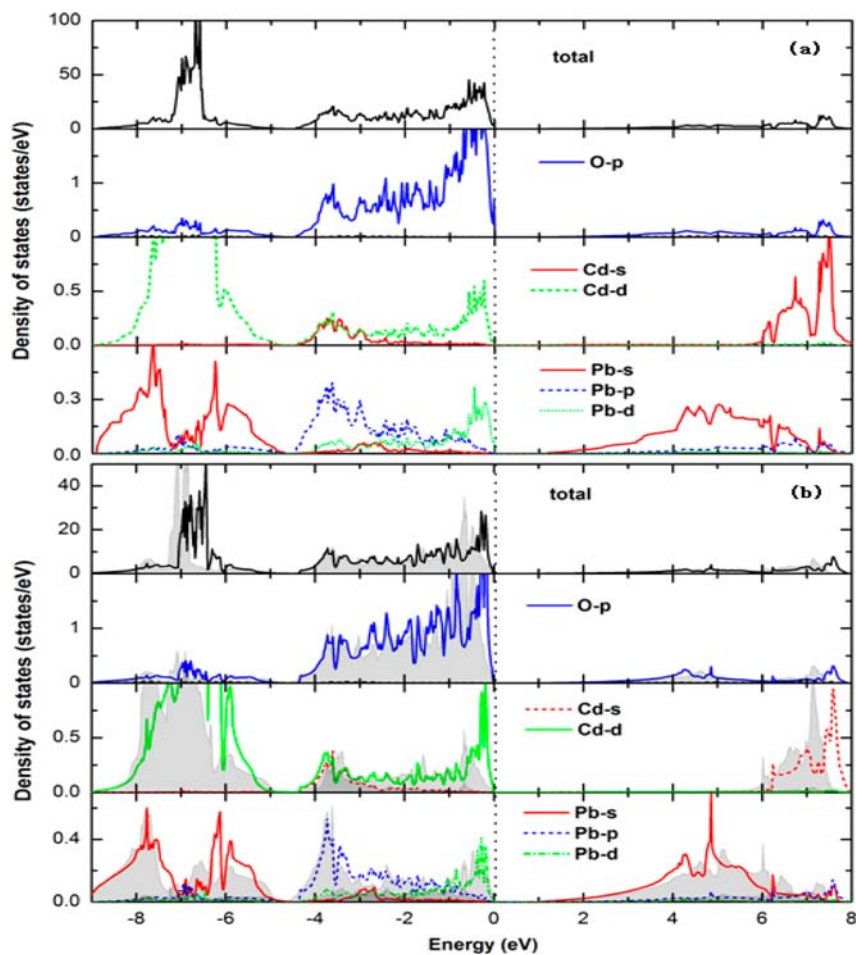 100
50
0
total
(a)
Density of states (states/eV)
1
0
O-p
0.5
0.0
Cd-s
Cd-d
0.3
0.0
Pb-s
Pb-p
Pb-d
40
20
0
total
(b)
Density of states (states/eV)
1
0
O-p
0.5
0.0
Cd-s
Cd-d
0.4
0.0
Pb-s
Pb-p
Pb-d
-8 -6 -4 -2 0 2 4 6 8
Energy (eV)